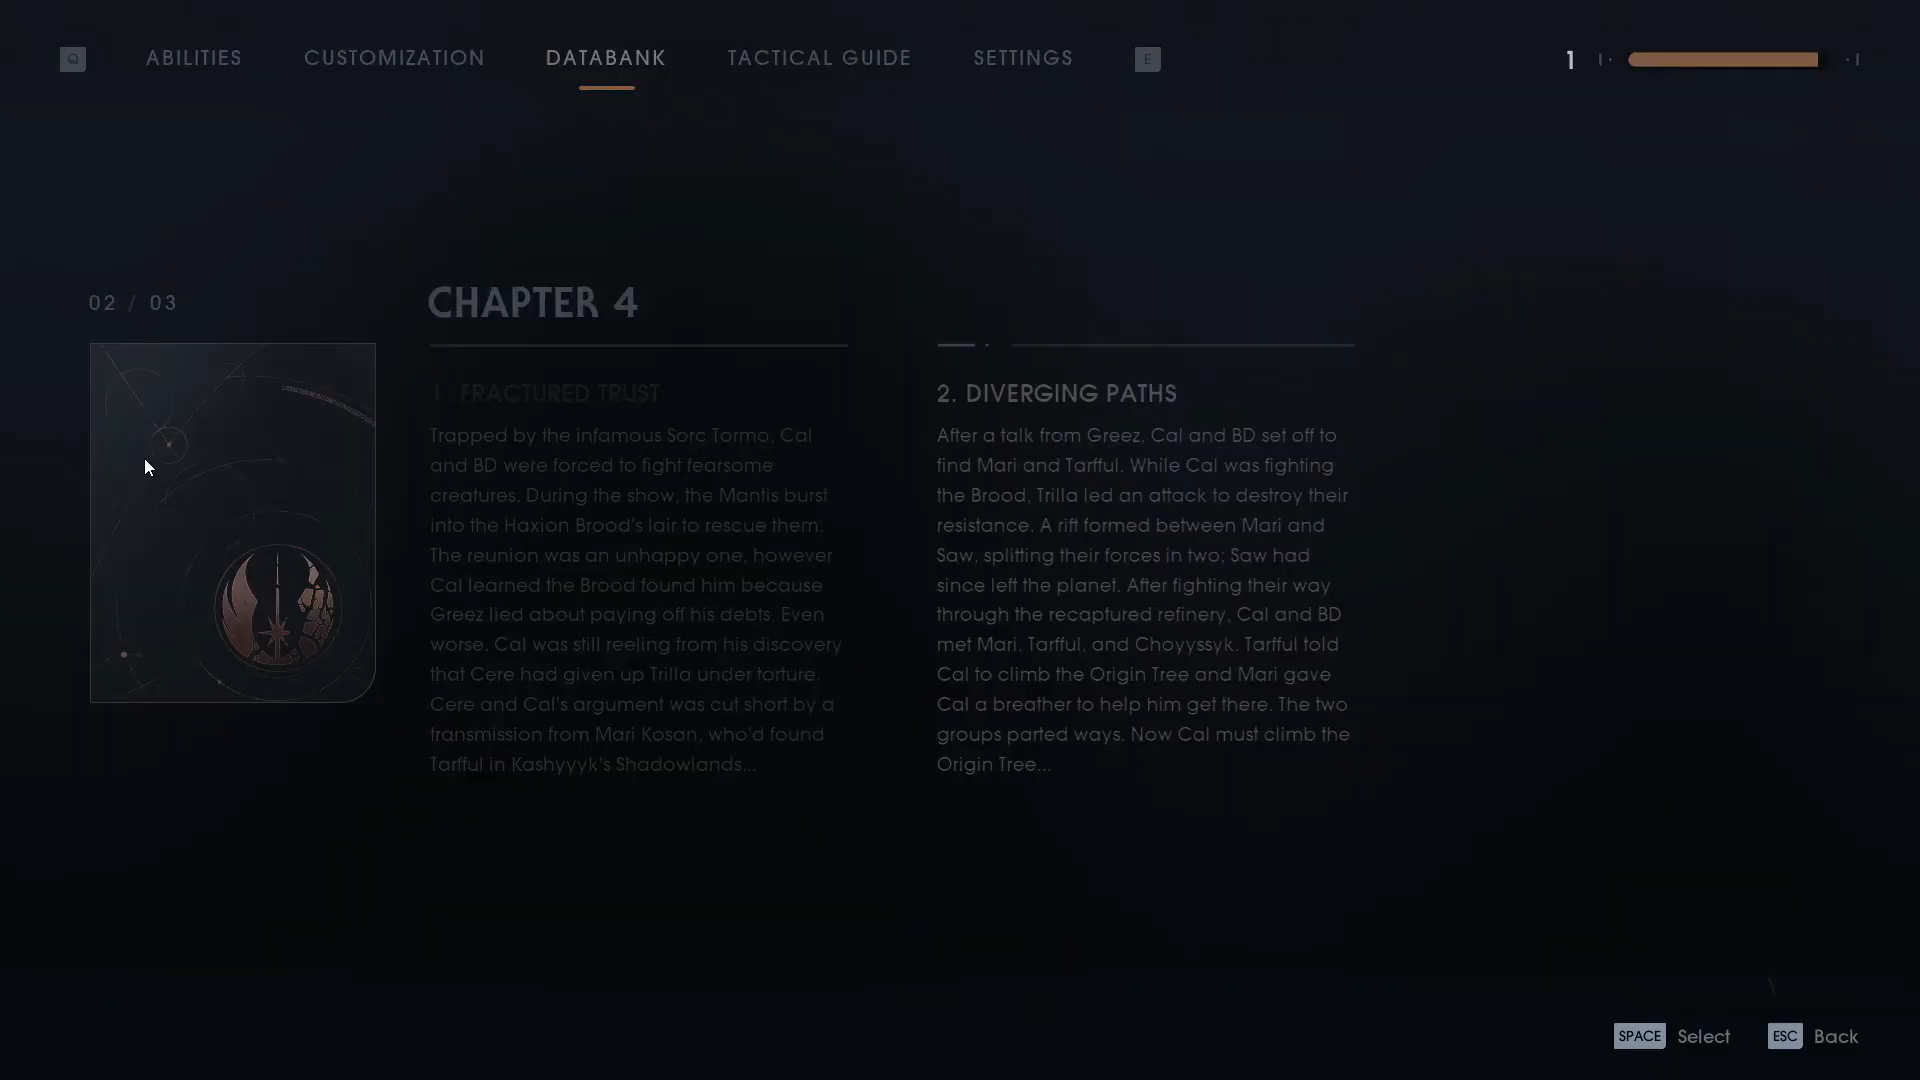 Q ABILITIES CUSTOMIZATION DATABANK TACTICAL GUIDE SETTINGS E 1
02 / 03
CHAPTER 4
1. FRACTURED TRUST
Trapped by the infamous Sorc Tormo, Cal
and BD were forced to fight fearsome
creatures. During the show, the Mantis burst
into the Haxion Brood's lair to rescue them.
The reunion was an unhappy one, however
Cal learned the Brood found him because
Greez lied about paying off his debts. Even
worse, Cal was still reeling from his discovery
that Cere had given up Trilla under torture.
Cere and Cal's argument was cut short by a
transmission from Mari Kosan, who'd found
Tarfful in Kashyyyk's Shadowlands...
2. DIVERGING PATHS
After a talk from Greez, Cal and BD set off to
find Mari and Tarfful. While Cal was fighting
the Brood, Trilla led an attack to destroy their
resistance. A rift formed between Mari and
Saw, splitting their forces in two; Saw had
since left the planet. After fighting their way
through the recaptured refinery, Cal and BD
met Mari, Tarfful, and Choyyssyk. Tarfful told
Cal to climb the Origin Tree and Mari gave
Cal a breather to help him get there. The two
groups parted ways. Now Cal must climb the
Origin Tree...
SPACE Select ESC Back